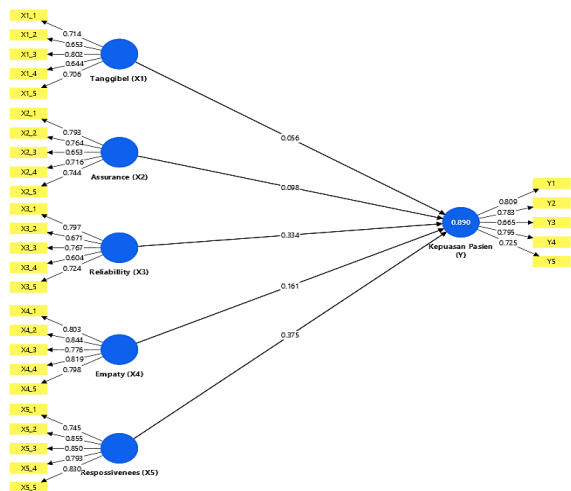 X1_1
X1_2
X1_3
X1_4
X1_5
0.714
0.653
0.802
0.644
0.706
Tanggibel (X1)
X2_1
X2_2
X2_3
X2_4
X2_5
0.793
0.764
0.653
0.716
0.744
Assurance (X2)
X3_1
X3_2
X3_3
X3_4
X3_5
0.797
0.671
0.767
0.604
0.724
Reliabillity (X3)
X4_1
X4_2
X4_3
X4_4
X4_5
0.803
0.844
0.776
0.819
0.798
Empaty (X4)
X5_1
X5_2
X5_3
X5_4
X5_5
0.745
0.855
0.850
0.793
0.830
Respossivenees (X5)
0.056
0.098
0.334
0.161
0.375
0.890
Kepuasan Pasien
(Y)
0.809
0.783
0.665
0.795
0.725
Y1
Y2
Y3
Y4
Y5